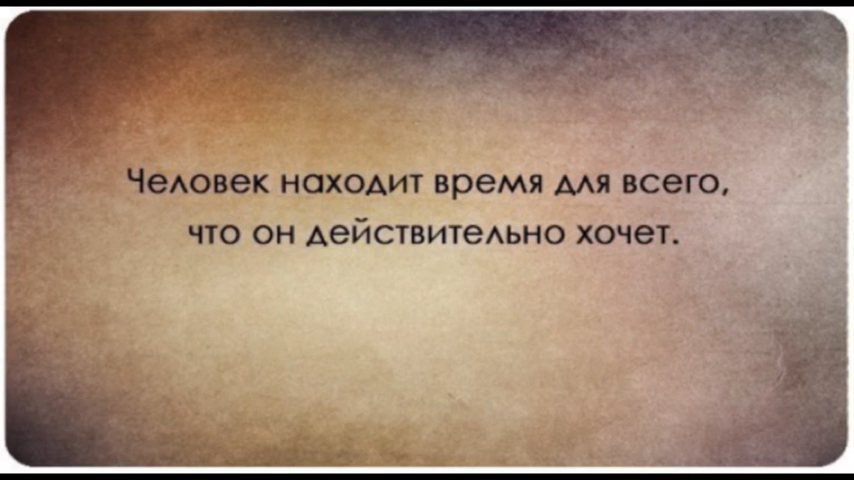 Человек находит время для всего,
что он действительно хочет.